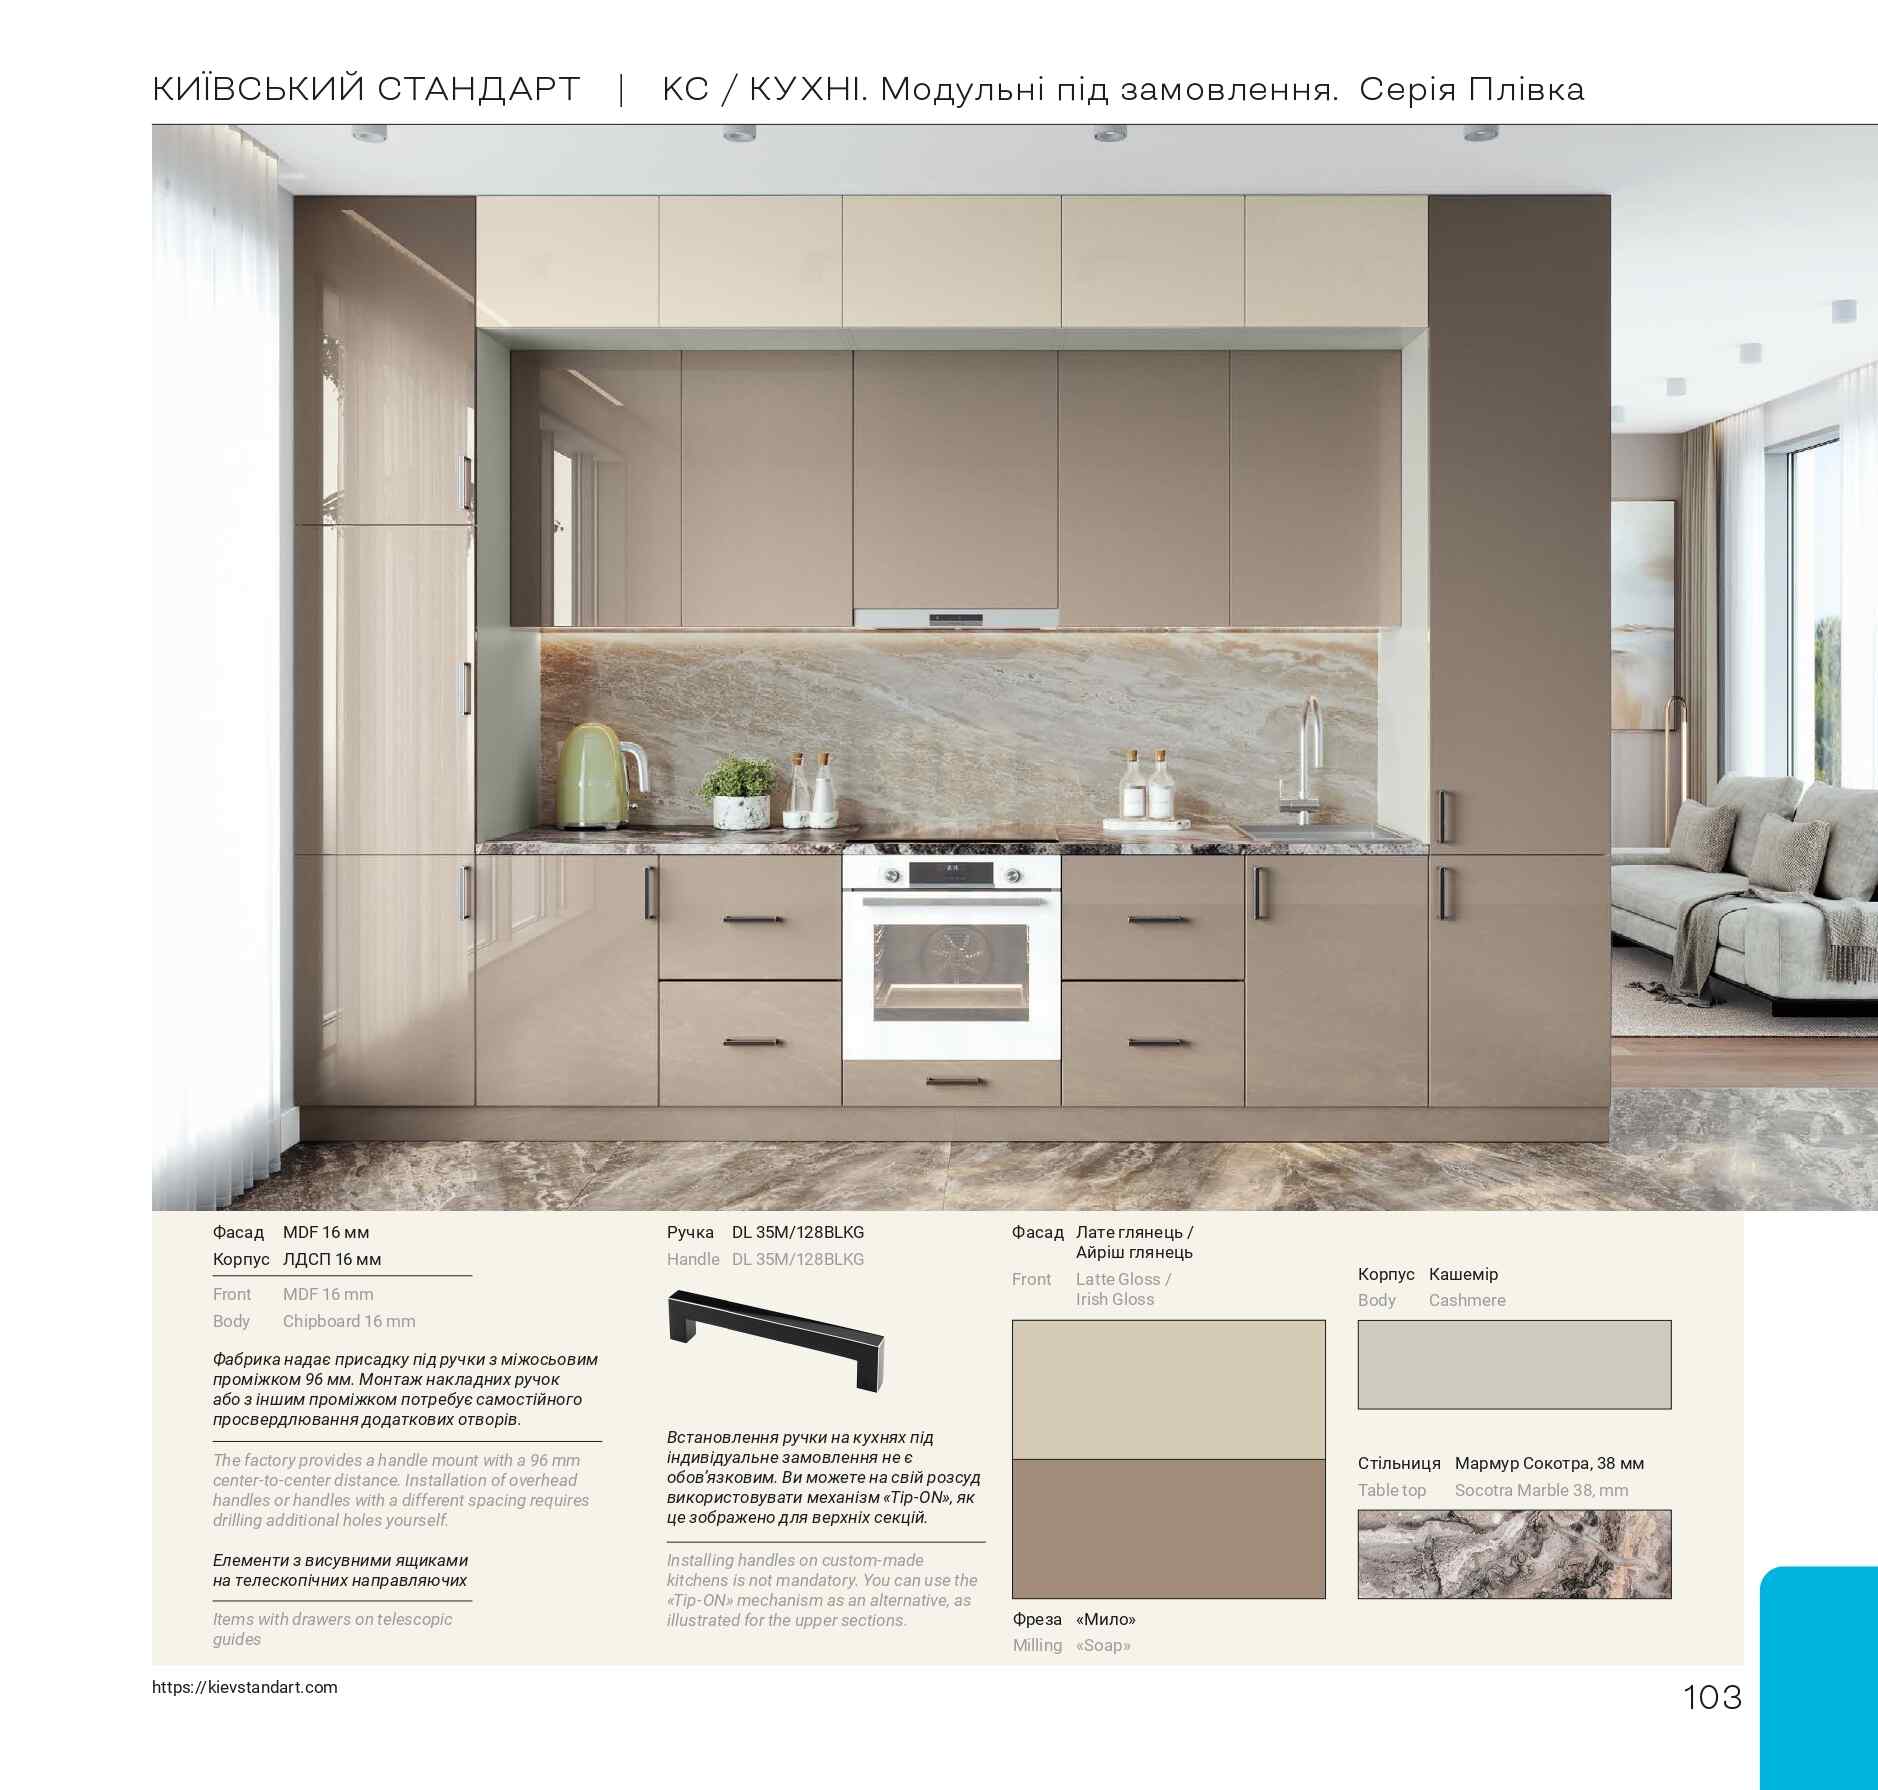 КИЇВСЬКИЙ СТАНДАРТ | КС / КУХНІ. Модульні під замовлення. Серія Плівка
Фасад MDF 16 мм
Корпус ЛДСП 16 мм
Front MDF 16 mm
Body Chipboard 16 mm
Фабрика надає присадку під ручки з міжосьовим
проміжком 96 мм. Монтаж накладних ручок
або з іншим проміжком потребує самостійного
просвердлювання додаткових отворів.
The factory provides a handle mount with a 96 mm
center-to-center distance. Installation of overhead
handles or handles with a different spacing requires
drilling additional holes yourself.
Елементи з висувними ящиками
на телескопічних направляючих
Items with drawers on telescopic
guides
Ручка DL 35M/128BLKG
Handle DL 35M/128BLKG
Встановлення ручки на кухнях під
індивідуальне замовлення не є
обов’язковим. Ви можете на свій розсуд
використовувати механізм «Tip-ON», як
це зображено для верхніх секцій.
Installing handles on custom-made
kitchens is not mandatory. You can use the
«Tip-ON» mechanism as an alternative, as
illustrated for the upper sections.
Фасад Лате глянець /
Айріш глянець
Front Latte Gloss /
Irish Gloss
Фреза «Мило»
Milling «Soap»
Корпус Кашемір
Body Cashmere
Стільниця Мармур Сокотра, 38 мм
Table top Socotra Marble 38, mm
https://kievstandart.com
103